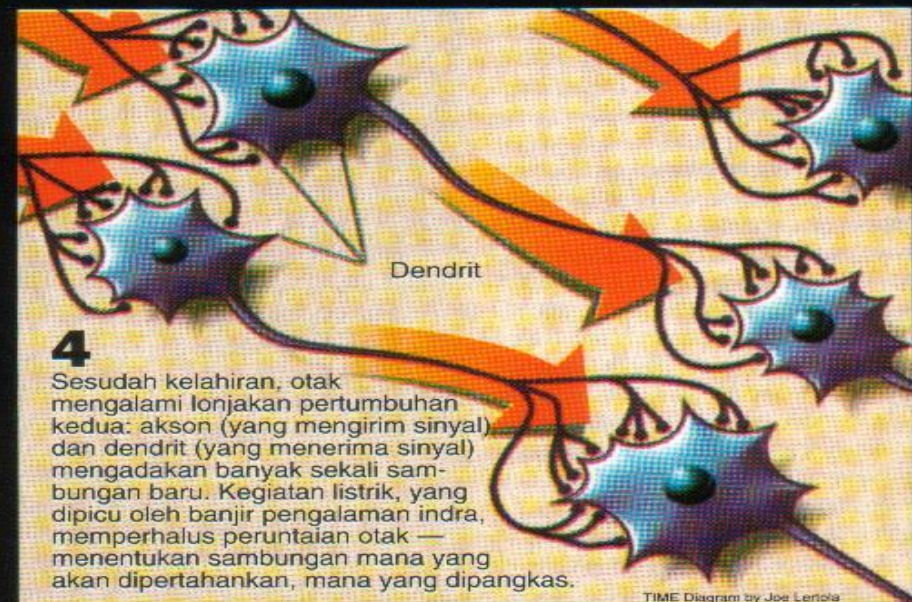 Dendrit
4
Sesudah kelahiran, otak
mengalami lonjakan pertumbuhan
kedua: akson (yang mengirim sinyal)
dan dendrit (yang menerima sinyal)
mengadakan banyak sekali sam-
bungan baru. Kegiatan listrik, yang
dipicu oleh banjir pengalaman indra,
memperhalus peruntaian otak —
menentukan sambungan mana yang
akan dipertahankan, mana yang dipangkas.
TIME Diagram by Joe Lertola